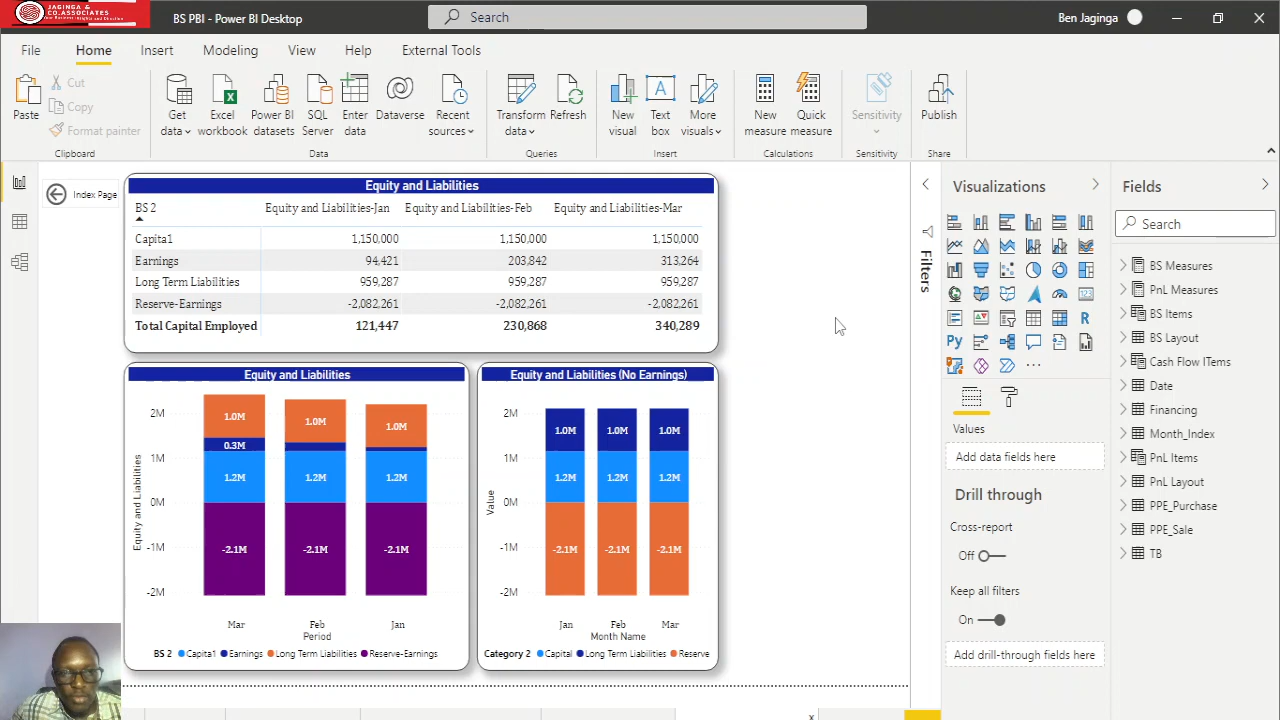 JAGINGA & CO.ASSOCIATES
BS PBI - Power BI Desktop
Search
Ben Jaginga
File Home Insert Modeling View Help External Tools
Paste
Cut
Copy
Format painter
Clipboard
Get data
Excel workbook
Power BI datasets
SQL Server
Enter data
Dataverse
Recent sources
Data
Transform data
Refresh
Queries
New visual
Text box
More visuals
Insert
New measure
Quick measure
Calculations
Sensitivity
Sensitivity
Publish
Share
Index Page
Equity and Liabilities
BS 2 Equity and Liabilities-Jan Equity and Liabilities-Feb Equity and Liabilities-Mar
Capita1 1,150,000 1,150,000 1,150,000
Earnings 94,421 203,842 313,264
Long Term Liabilities 959,287 959,287 959,287
Reserve-Earnings -2,082,261 -2,082,261 -2,082,261
Total Capital Employed 121,447 230,868 340,289
Equity and Liabilities
2M
1M
0M
-1M
-2M
Equity and Liabilities
1.0M 1.0M 1.0M
0.3M
1.2M 1.2M 1.2M
-2.1M -2.1M -2.1M
Mar Feb Jan
Period
BS 2 Capita1 Earnings Long Term Liabilities Reserve-Earnings
Equity and Liabilities (No Earnings)
2M
1M
0M
-1M
-2M
Value
1.0M 1.0M 1.0M
1.2M 1.2M 1.2M
-2.1M -2.1M -2.1M
Jan Feb Mar
Month Name
Category 2 Capital Long Term Liabilities Reserve
Filters
Visualizations
R
Py
Values
Add data fields here
Drill through
Cross-report
Off
Keep all filters
On
Add drill-through fields here
Fields
Search
BS Measures
PnL Measures
BS Items
BS Layout
Cash Flow ITems
Date
Financing
Month_Index
PnL Items
PnL Layout
PPE_Purchase
PPE_Sale
TB